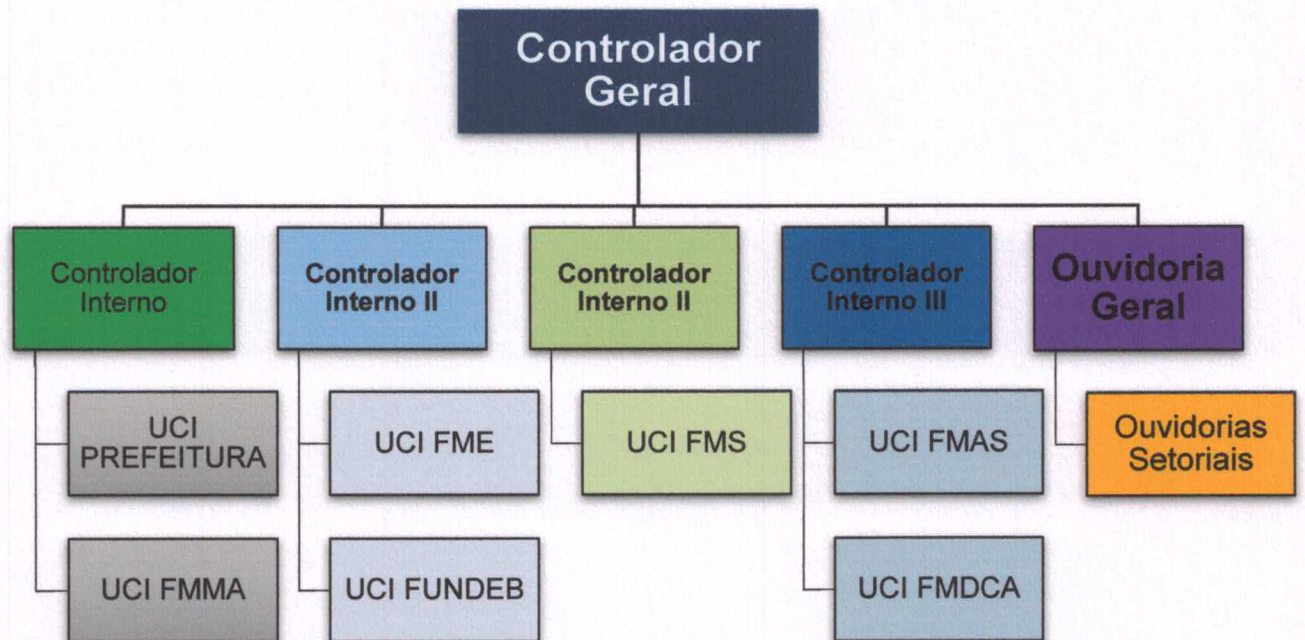 Controlador
Geral
Controlador
Interno
Controlador
Interno II
Controlador
Interno II
Controlador
Interno III
Ouvidoria
Geral
UCI
PREFEITURA
UCI FME
UCI FMS
UCI FMAS
Ouvidorias
Setoriais
UCI FMMA
UCI FUNDEB
UCI FMDCA